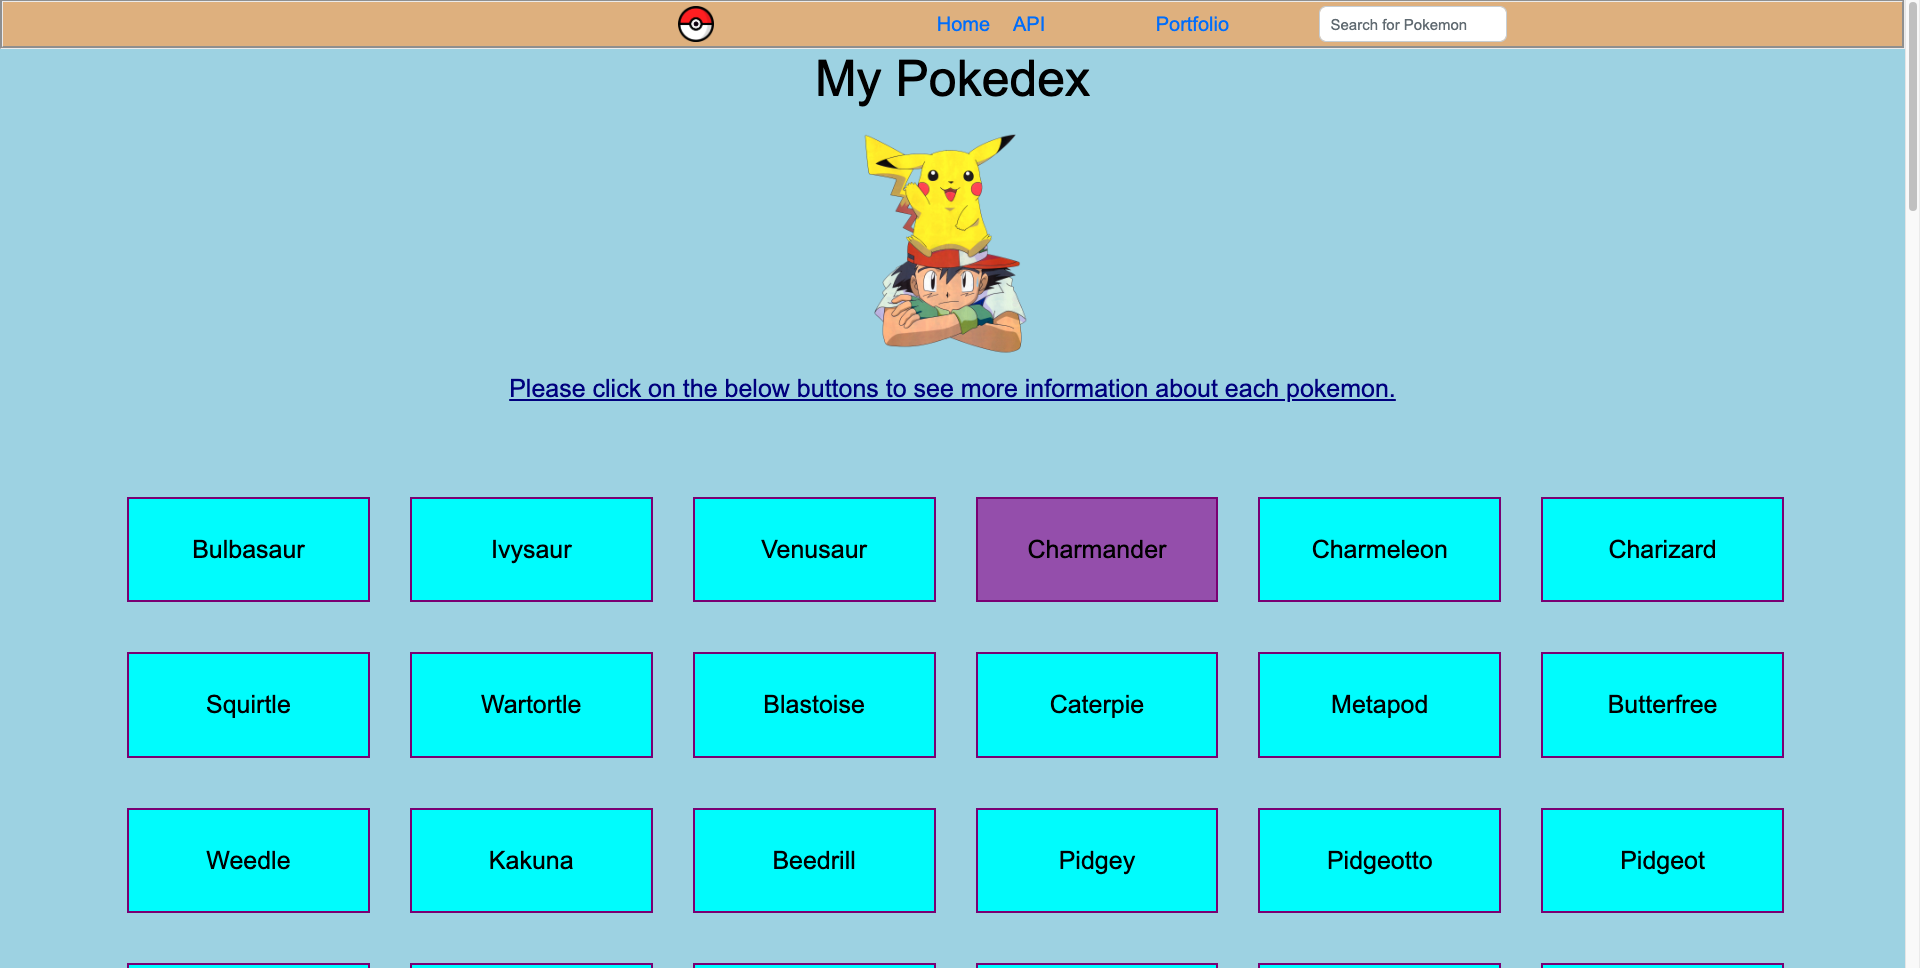 Home API Portfolio Search for Pokemon
My Pokedex
Please click on the below buttons to see more information about each pokemon.
Bulbasaur Ivysaur Venusaur Charmander Charmeleon Charizard
Squirtle Wartortle Blastoise Caterpie Metapod Butterfree
Weedle Kakuna Beedrill Pidgey Pidgeotto Pidgeot